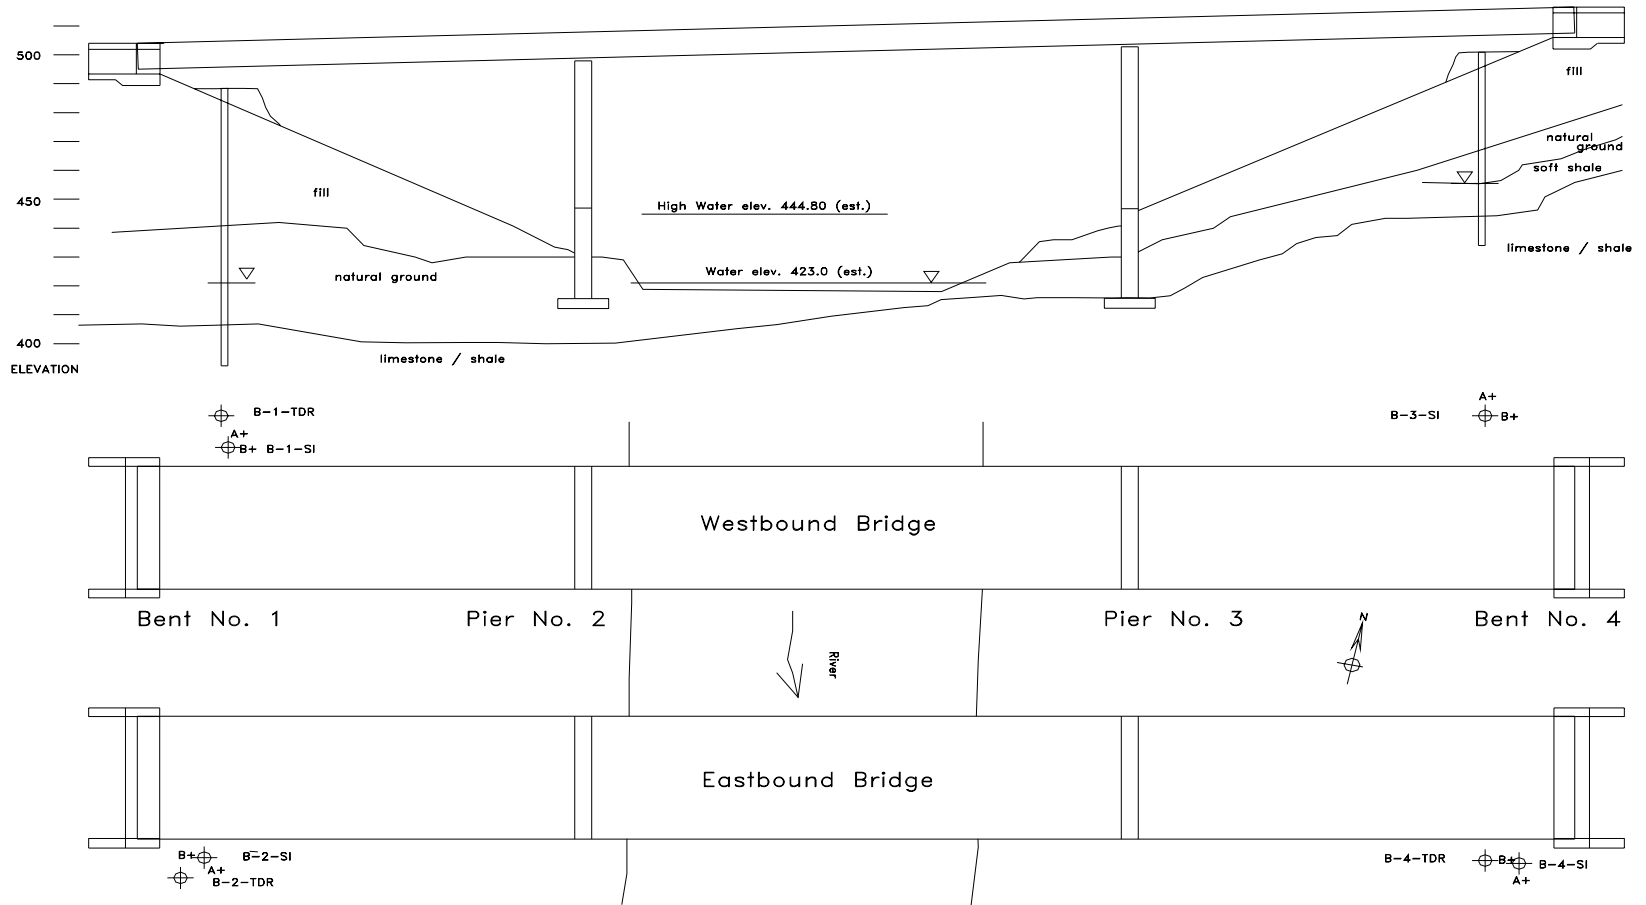 500
fill
natural
ground
soft shale
fill
450
High Water elev. 444.80 (est.)
limestone / shale
Water elev. 423.0 (est.)
natural ground
400
limestone / shale
ELEVATION
A+
B-1-TDR
B-3-SI B+
A+
B+ B-1-SI
Westbound Bridge
Bent No. 1 Pier No. 2 Pier No. 3 Bent No. 4
N
River
Eastbound Bridge
B+ B-2-SI
A+
B-2-TDR
B-4-TDR B+ B-4-SI
A+